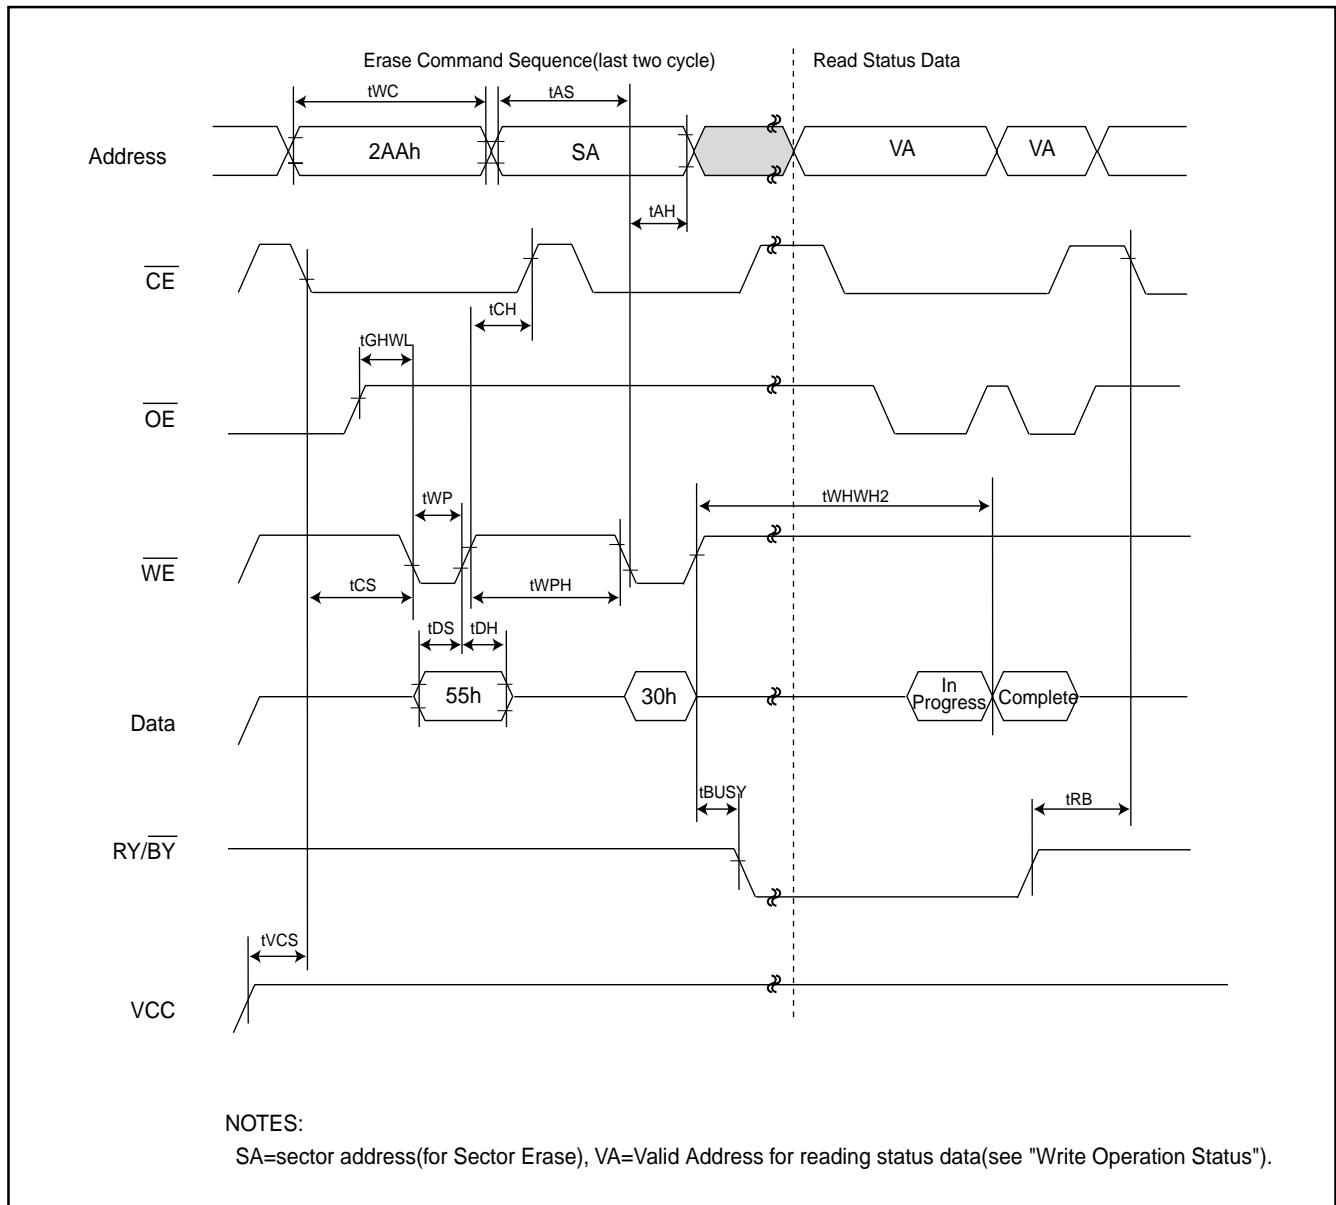 Erase Command Sequence(last two cycle)
Read Status Data
tWC
tAS
Address
2AAh
SA
VA
VA
tAH
CE
tCH
tGHWL
OE
tWP
tWHWH2
WE
tCS
tWPH
tDS
tDH
Data
55h
30h
In
Progress
Complete
tBUSY
tRB
RY/BY
tVCS
VCC
NOTES:
SA=sector address(for Sector Erase), VA=Valid Address for reading status data(see "Write Operation Status").